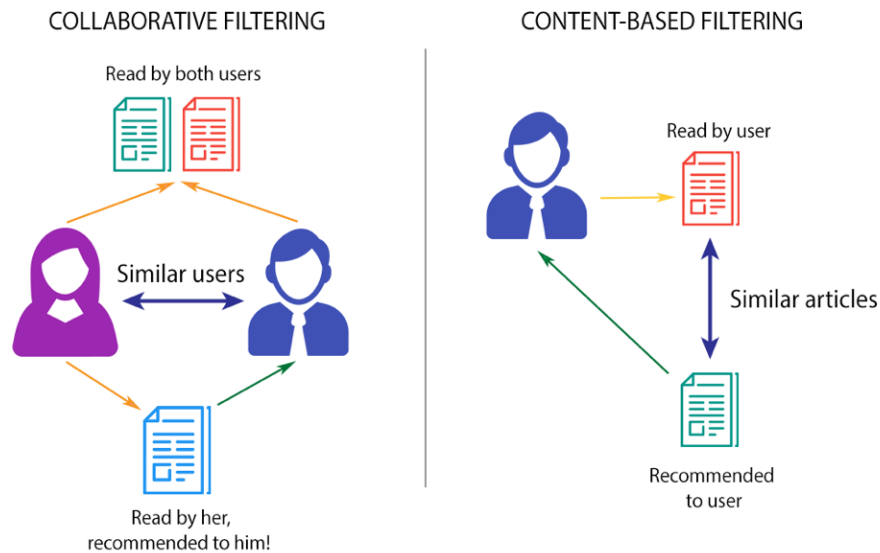 COLLABORATIVE FILTERING
Read by both users
Similar users
Read by her,
recommended to him!
CONTENT-BASED FILTERING
Read by user
Similar articles
Recommended
to user